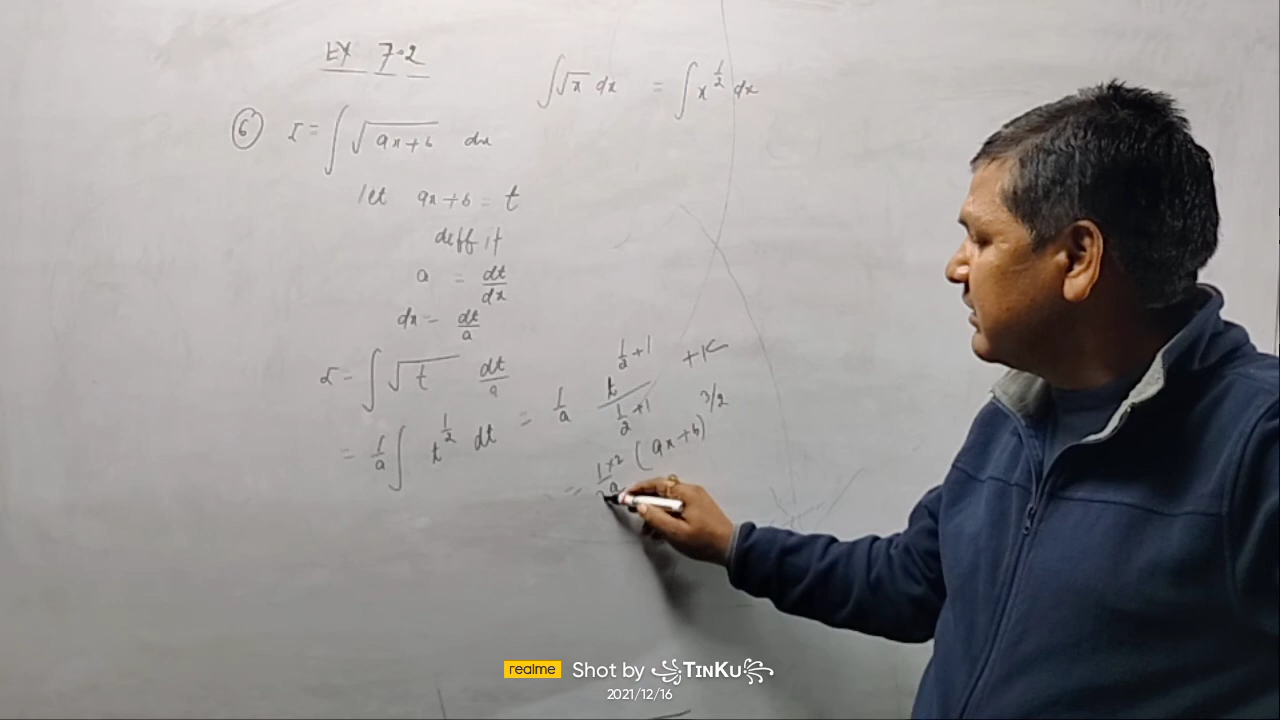 EX 7.2
∫√x dx = ∫x^{1/2} dx
6 I = ∫√(ax+b) dx
let ax+b = t
deff it
a = dt/dx
dx = dt/a
I = ∫√t dt/a
= 1/a ∫ t^{1/2} dt = 1/a t^{1/2+1}/(1/2+1) + K
= 1×2/3a (ax+b)^{3/2}
realme Shot by TINKU
2021/12/16